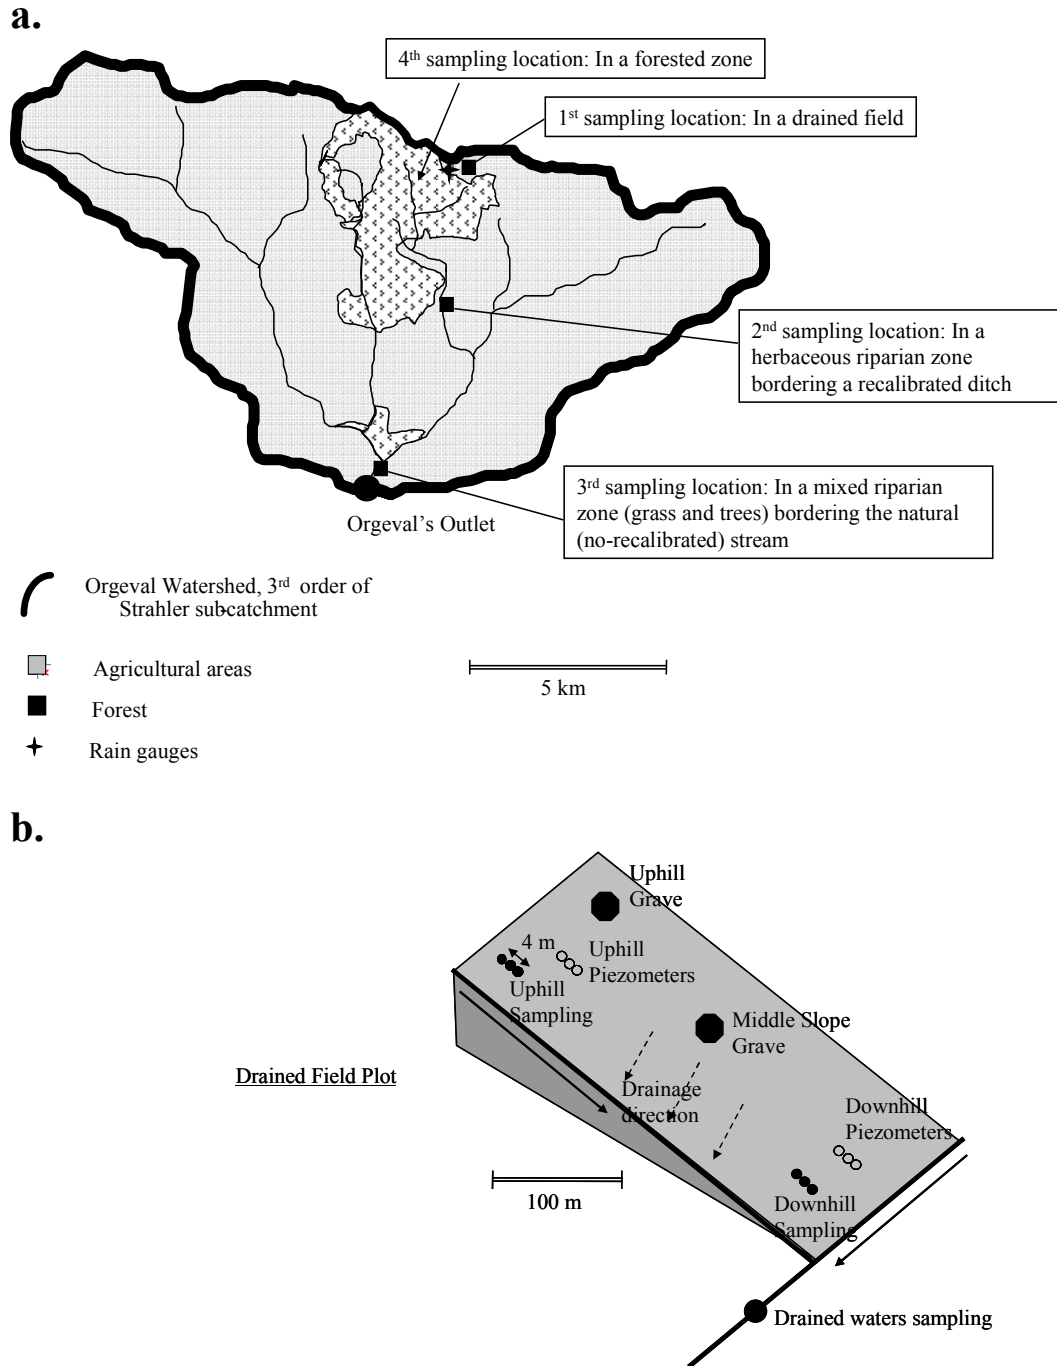 a.
4th sampling location: In a forested zone
1st sampling location: In a drained field
2nd sampling location: In a
herbaceous riparian zone
bordering a recalibrated ditch
3rd sampling location: In a mixed riparian
zone (grass and trees) bordering the natural
(no-recalibrated) stream
Orgeval's Outlet
Orgeval Watershed, 3rd order of
Strahler sub-catchment
Agricultural areas
5 km
Forest
Rain gauges
b.
Uphill
Grave
4 m
Uphill
Piezometers
Uphill
Sampling
Middle Slope
Grave
Drained Field Plot
Drainage
direction
Downhill
Piezometers
100 m
Downhill
Sampling
Drained waters sampling